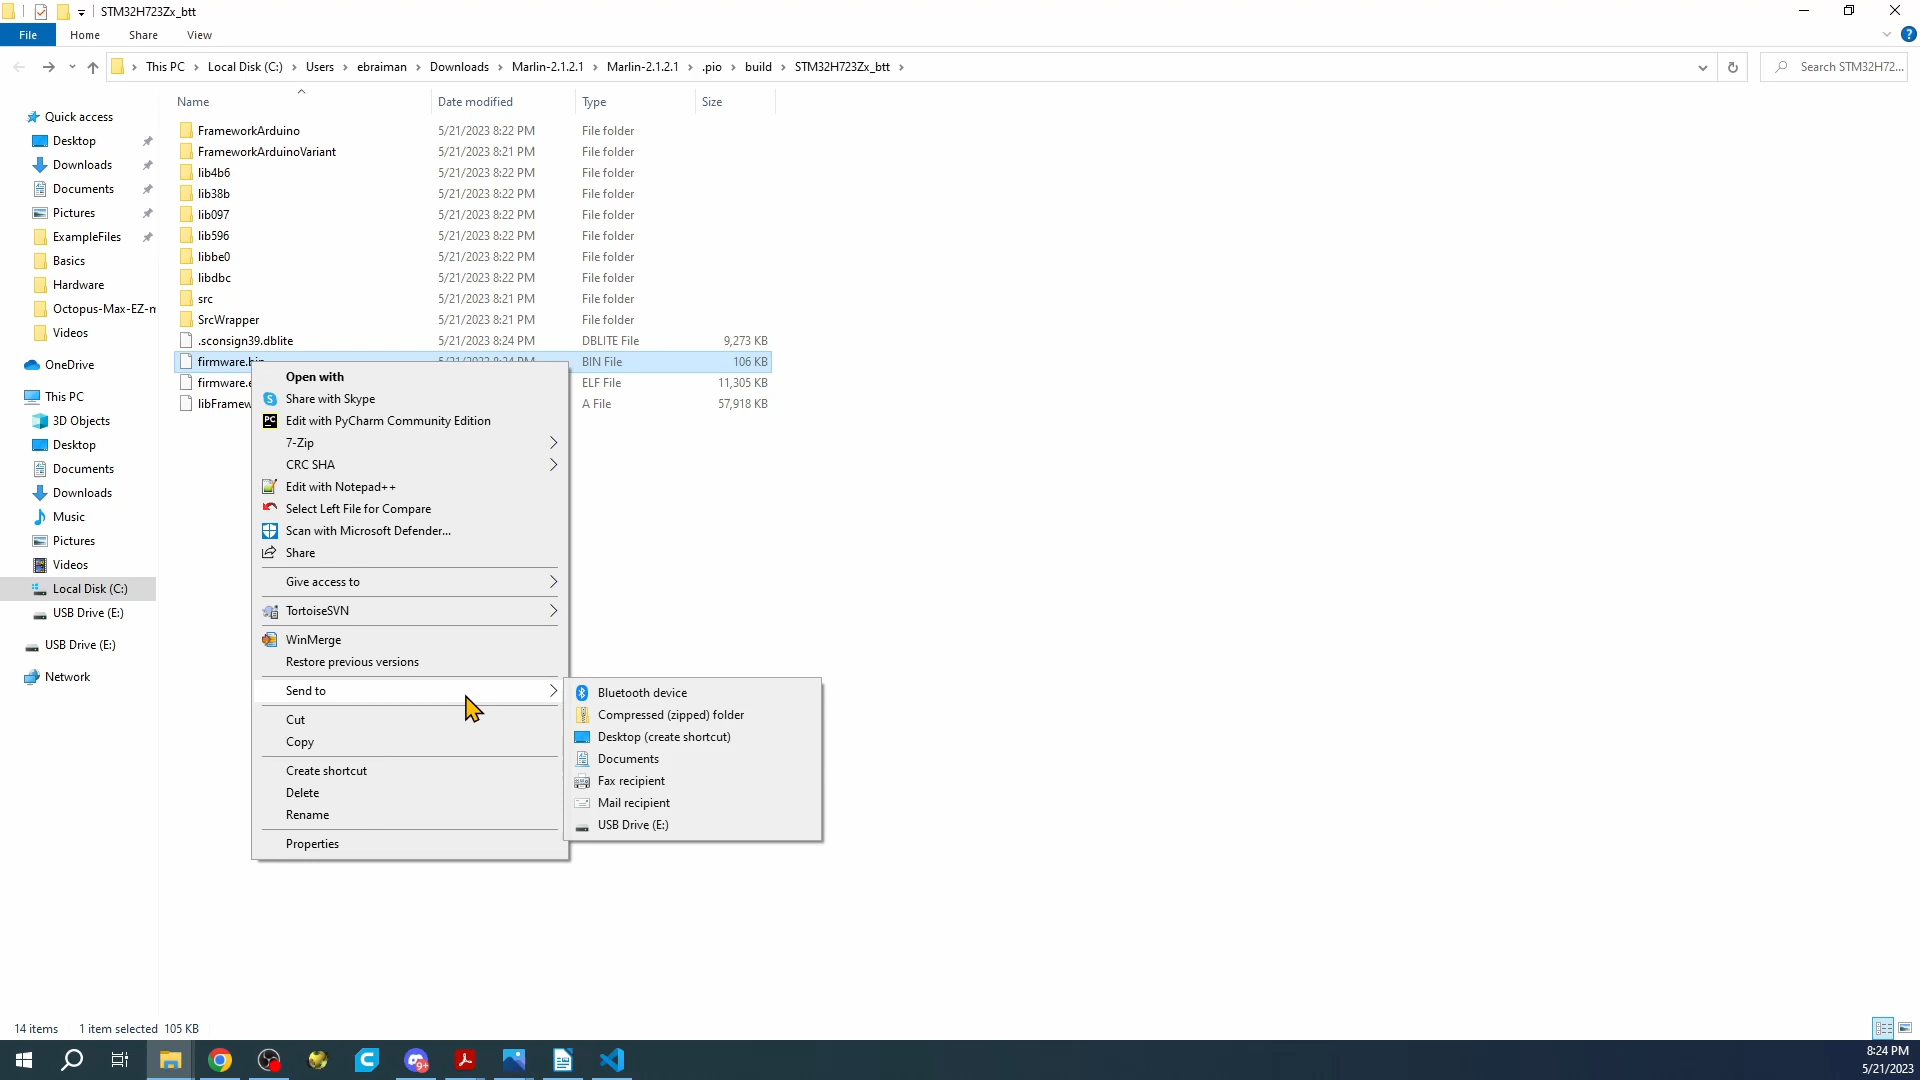 STM32H723Zx_btt
File Home Share View
This PC Local Disk (C:) Users ebraiman Downloads Marlin-2.1.2.1 Marlin-2.1.2.1 .pio build STM32H723Zx_btt Search STM32H72...
Name Date modified Type Size
Quick access
Desktop
Downloads
Documents
Pictures
ExampleFiles
Basics
Hardware
Octopus-Max-EZ-m
Videos
OneDrive
This PC
3D Objects
Desktop
Documents
Downloads
Music
Pictures
Videos
Local Disk (C:)
USB Drive (E:)
USB Drive (E:)
Network
FrameworkArduino 5/21/2023 8:22 PM File folder
FrameworkArduinoVariant 5/21/2023 8:21 PM File folder
lib4b6 5/21/2023 8:22 PM File folder
lib38b 5/21/2023 8:22 PM File folder
lib097 5/21/2023 8:22 PM File folder
lib596 5/21/2023 8:22 PM File folder
libbe0 5/21/2023 8:22 PM File folder
libdbc 5/21/2023 8:22 PM File folder
src 5/21/2023 8:21 PM File folder
SrcWrapper 5/21/2023 8:21 PM File folder
.sconsign39.dblite 5/21/2023 8:24 PM DBLITE File 9,273 KB
firmware.bin 5/21/2023 8:24 PM BIN File 106 KB
firmware.e ELF File 11,305 KB
libFramew A File 57,918 KB
Open with
Share with Skype
PC Edit with PyCharm Community Edition
7-Zip
CRC SHA
Edit with Notepad++
Select Left File for Compare
Scan with Microsoft Defender...
Share
Give access to
TortoiseSVN
WinMerge
Restore previous versions
Send to
Cut
Copy
Create shortcut
Delete
Rename
Properties
Bluetooth device
Compressed (zipped) folder
Desktop (create shortcut)
Documents
Fax recipient
Mail recipient
USB Drive (E:)
14 items 1 item selected 105 KB
8:24 PM
5/21/2023